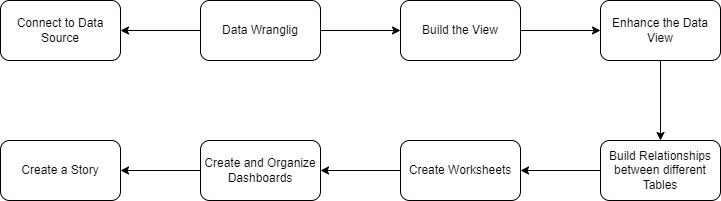 Connect to Data
Source
Data Wranglig
Build the View
Enhance the Data
View
Create a Story
Create and Organize
Dashboards
Create Worksheets
Build Relationships
between different
Tables